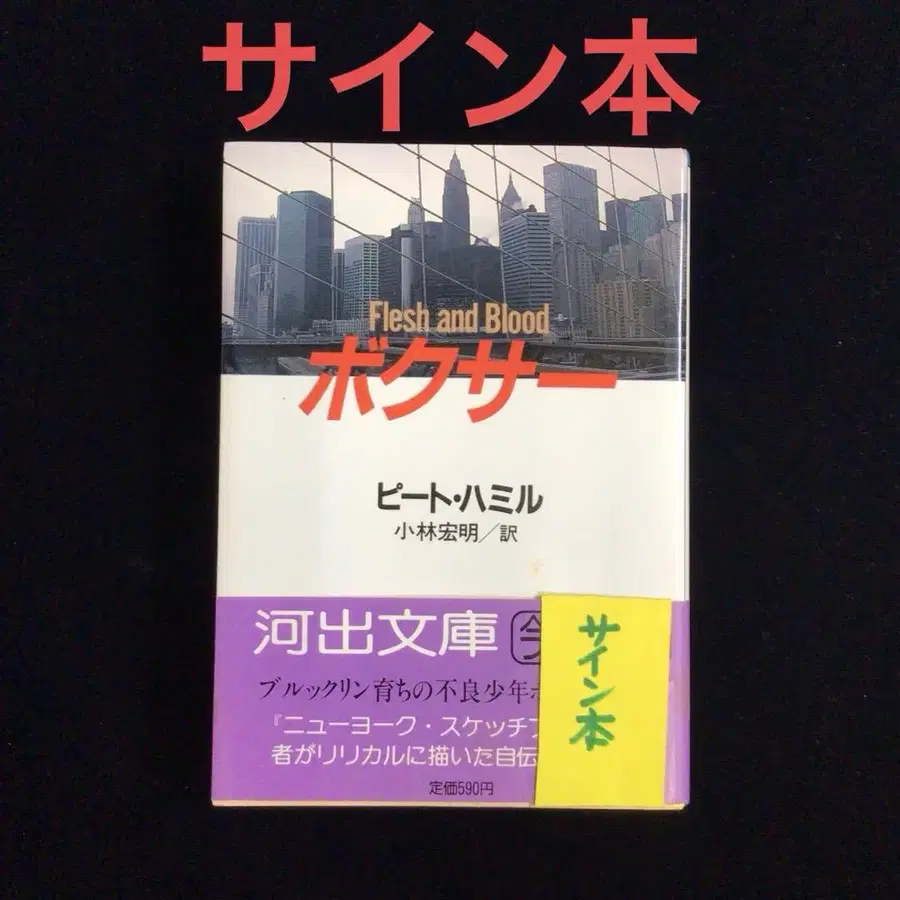 サイン本
Flesh and Blood
ボクサー
ピート・ハミル
小林宏明／訳
河出文庫
ブルックリン育ちの不良少年
『ニューヨーク・スケッチ
者がリリカルに描いた自伝
定価590円
サイン本